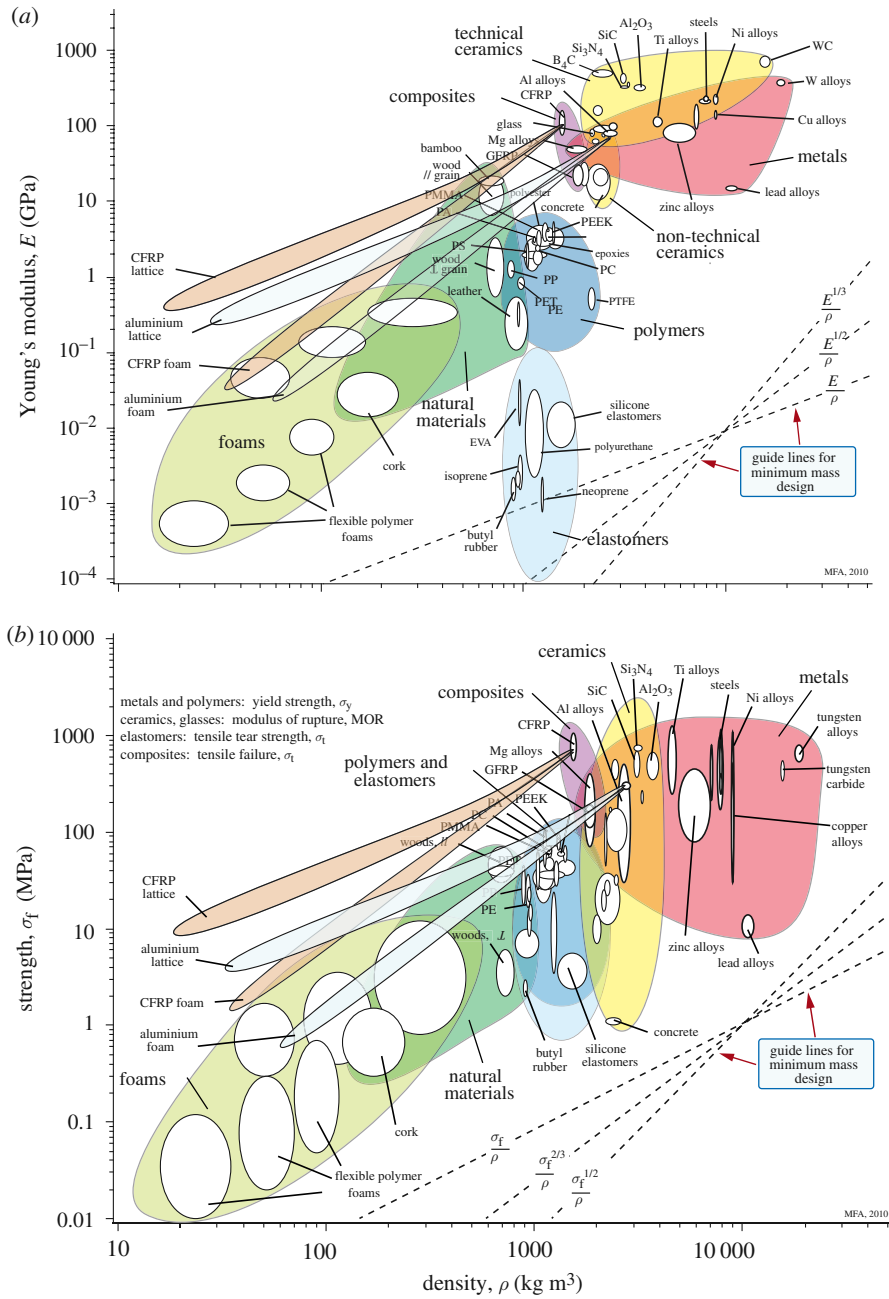 (a)
1000
100
10
1
10⁻¹
10⁻²
10⁻³
10⁻⁴
Young's modulus, E (GPa)
technical
ceramics
Al₂O₃
SiC
Si₃N₄
B₄C
steels
Ti alloys
Ni alloys
WC
W alloys
Cu alloys
metals
lead alloys
zinc alloys
non-technical
ceramics
composites
Al alloys
CFRP
glass
Mg alloys
GFRP
bamboo
wood
// grain
PMMA
PA
polyester
concrete
PEEK
epoxies
PC
PS
PP
PET
PE
PTFE
polymers
wood
⊥ grain
leather
CFRP
lattice
aluminium
lattice
CFRP foam
aluminium
foam
foams
natural
materials
cork
flexible polymer
foams
EVA
isoprene
butyl
rubber
silicone
elastomers
polyurethane
neoprene
elastomers
E^1/3
ρ
E^1/2
ρ
E
ρ
guide lines for
minimum mass
design
MFA, 2010
(b)
10 000
1000
100
10
1
0.1
0.01
strength, σf (MPa)
metals and polymers: yield strength, σy
ceramics, glasses: modulus of rupture, MOR
elastomers: tensile tear strength, σt
composites: tensile failure, σt
ceramics
Si₃N₄
SiC
Al₂O₃
Ti alloys
steels
Ni alloys
metals
tungsten
alloys
tungsten
carbide
copper
alloys
zinc alloys
lead alloys
composites
CFRP
Al alloys
Mg alloys
GFRP
polymers and
elastomers
PEEK
PA
PC
PMMA
woods, //
PET
PE
woods, ⊥
CFRP
lattice
aluminium
lattice
CFRP foam
aluminium
foam
foams
cork
flexible polymer
foams
natural
materials
butyl
rubber
silicone
elastomers
concrete
σf
ρ
σf^2/3
ρ
σf^1/2
ρ
guide lines for
minimum mass
design
MFA, 2010
10
100
1000
10 000
density, ρ (kg m³)